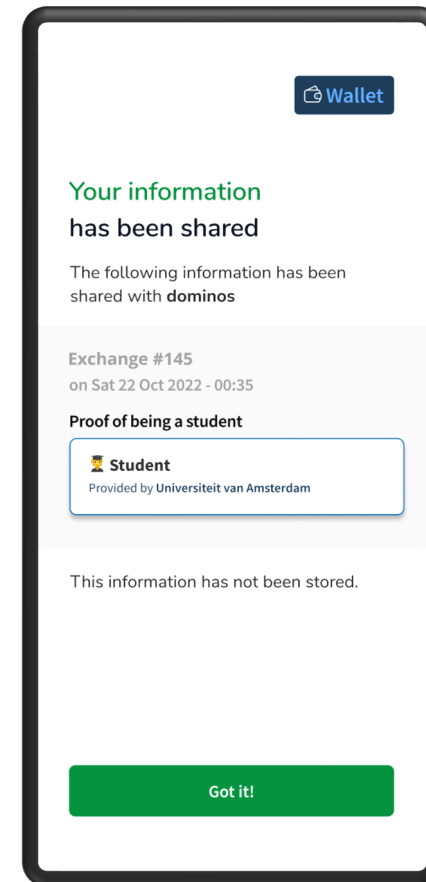 Wallet
Your information
has been shared
The following information has been
shared with dominos
Exchange #145
on Sat 22 Oct 2022 - 00:35
Proof of being a student
Student
Provided by Universiteit van Amsterdam
This information has not been stored.
Got it!